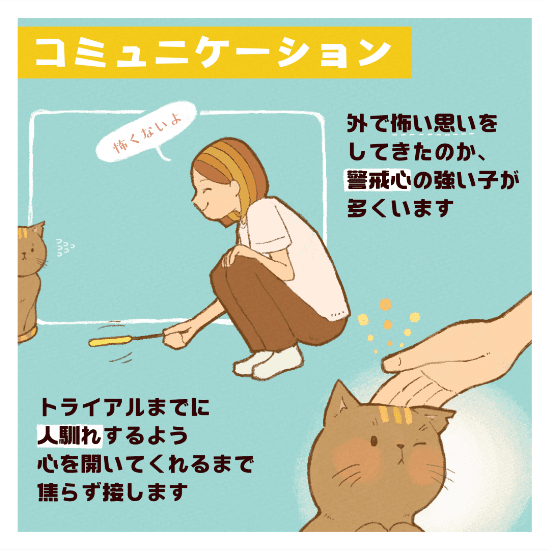 コミュニケーション
怖くないよ
外で怖い思いを
してきたのか、
警戒心の強い子が
多くいます
トライアルまでに
人馴れするよう
心を開いてくれるまで
焦らず接します